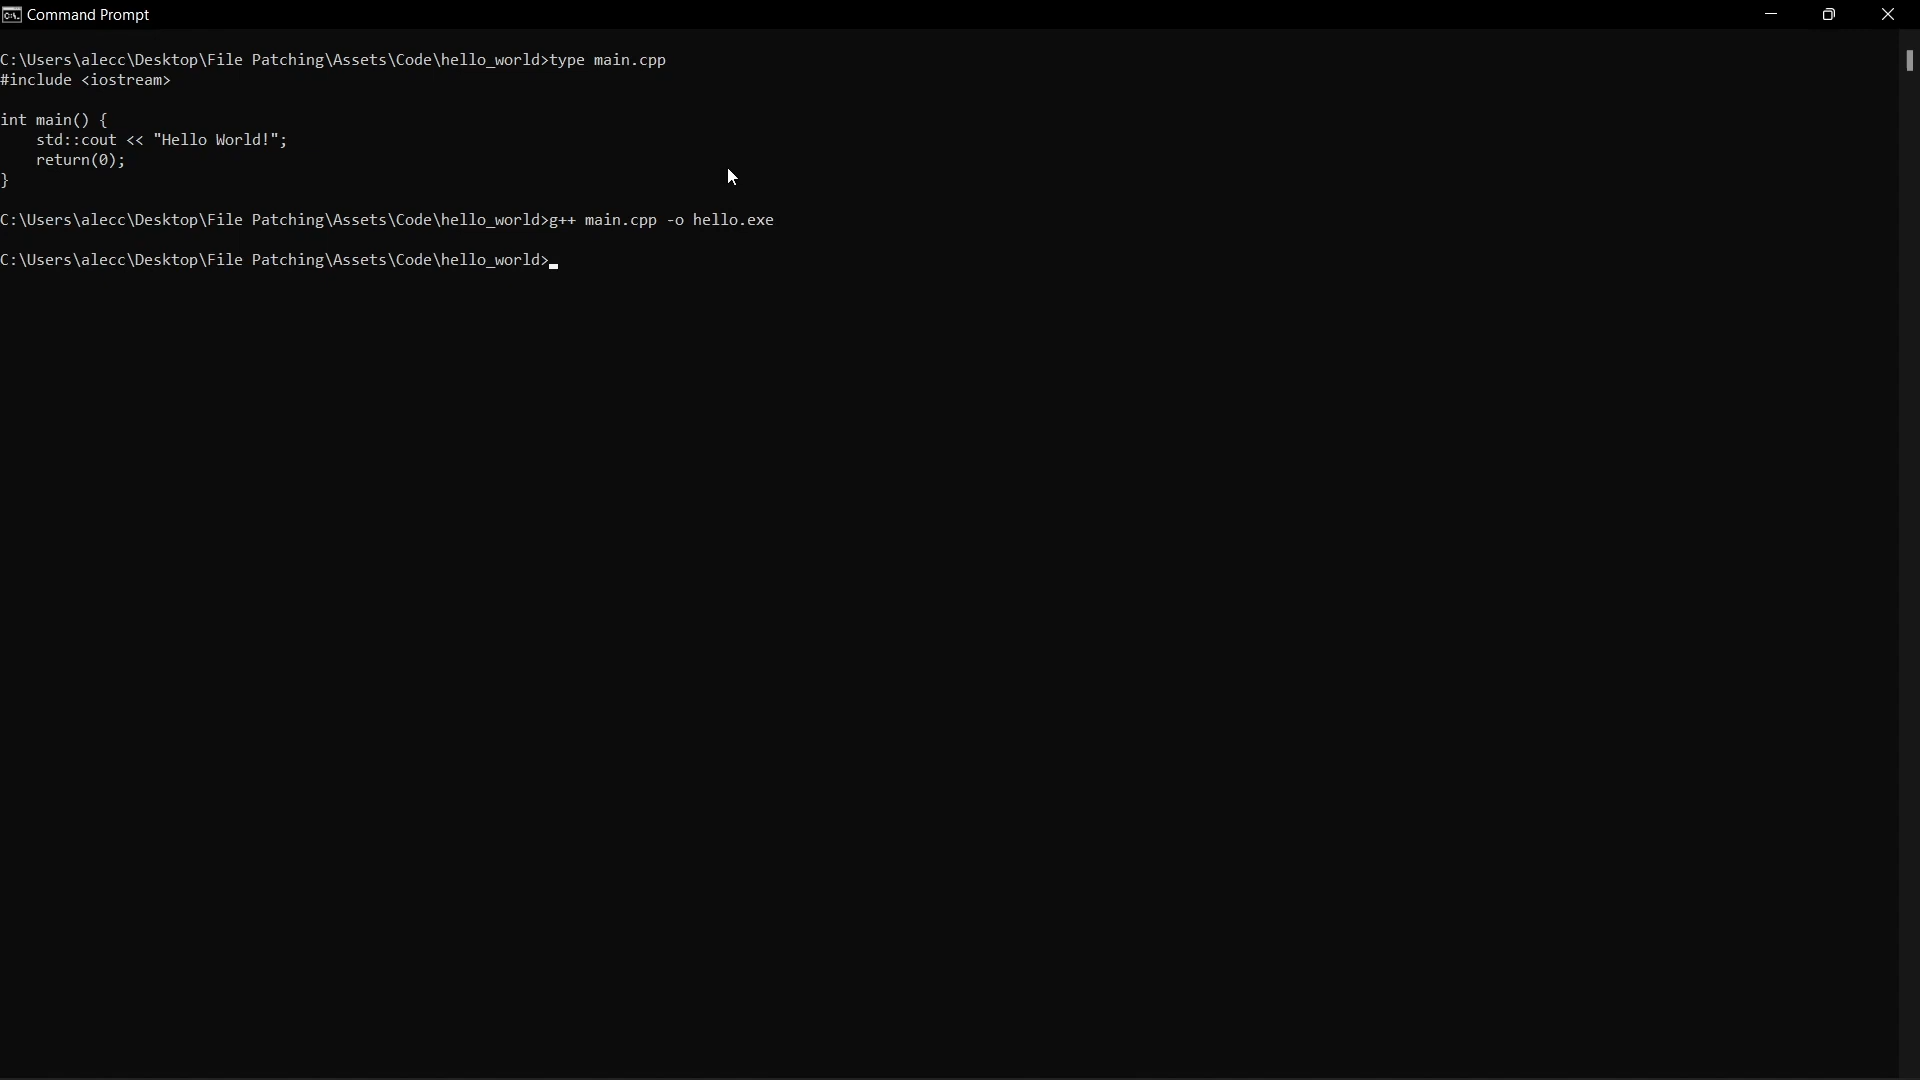 Command Prompt
C:\Users\alecc\Desktop\File Patching\Assets\Code\hello_world>type main.cpp
#include <iostream>
int main() {
    std::cout << "Hello World!";
    return(0);
}
C:\Users\alecc\Desktop\File Patching\Assets\Code\hello_world>g++ main.cpp -o hello.exe
C:\Users\alecc\Desktop\File Patching\Assets\Code\hello_world>